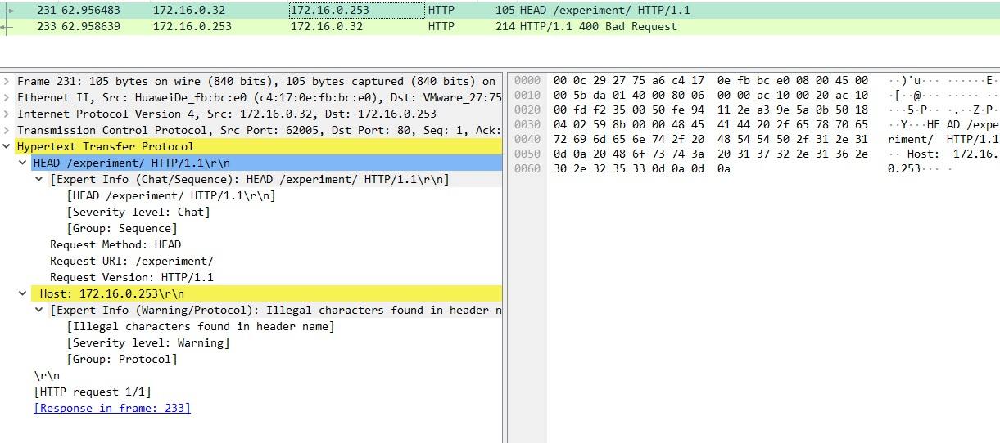 231 62.956483 172.16.0.32 172.16.0.253 HTTP 105 HEAD /experiment/ HTTP/1.1
233 62.958639 172.16.0.253 172.16.0.32 HTTP 214 HTTP/1.1 400 Bad Request
Frame 231: 105 bytes on wire (840 bits), 105 bytes captured (840 bits) on
Ethernet II, Src: HuaweiDe_fb:bc:e0 (c4:17:0e:fb:bc:e0), Dst: VMware_27:75
Internet Protocol Version 4, Src: 172.16.0.32, Dst: 172.16.0.253
Transmission Control Protocol, Src Port: 62005, Dst Port: 80, Seq: 1, Ack:
Hypertext Transfer Protocol
HEAD /experiment/ HTTP/1.1\r\n
[Expert Info (Chat/Sequence): HEAD /experiment/ HTTP/1.1\r\n]
[HEAD /experiment/ HTTP/1.1\r\n]
[Severity level: Chat]
[Group: Sequence]
Request Method: HEAD
Request URI: /experiment/
Request Version: HTTP/1.1
Host: 172.16.0.253\r\n
[Expert Info (Warning/Protocol): Illegal characters found in header n
[Illegal characters found in header name]
[Severity level: Warning]
[Group: Protocol]
\r\n
[HTTP request 1/1]
[Response in frame: 233]
0000 00 0c 29 27 75 a6 c4 17 0e fb bc e0 08 00 45 00 ··)'u··· ······E·
0010 00 5b da 01 40 00 80 06 00 00 ac 10 00 20 ac 10 ·[··@··· ····· ··
0020 00 fd f2 35 00 50 fe 94 11 2e a3 9e 5a 0b 50 18 ···5·P·· ·.··Z·P·
0030 04 02 59 8b 00 00 48 45 41 44 20 2f 65 78 70 65 ··Y···HE AD /expe
0040 72 69 6d 65 6e 74 2f 20 48 54 54 50 2f 31 2e 31 riment/ HTTP/1.1
0050 0d 0a 20 48 6f 73 74 3a 20 31 37 32 2e 31 36 2e ·· Host: 172.16.
0060 30 2e 32 35 33 0d 0a 0d 0a 0.253··· ·